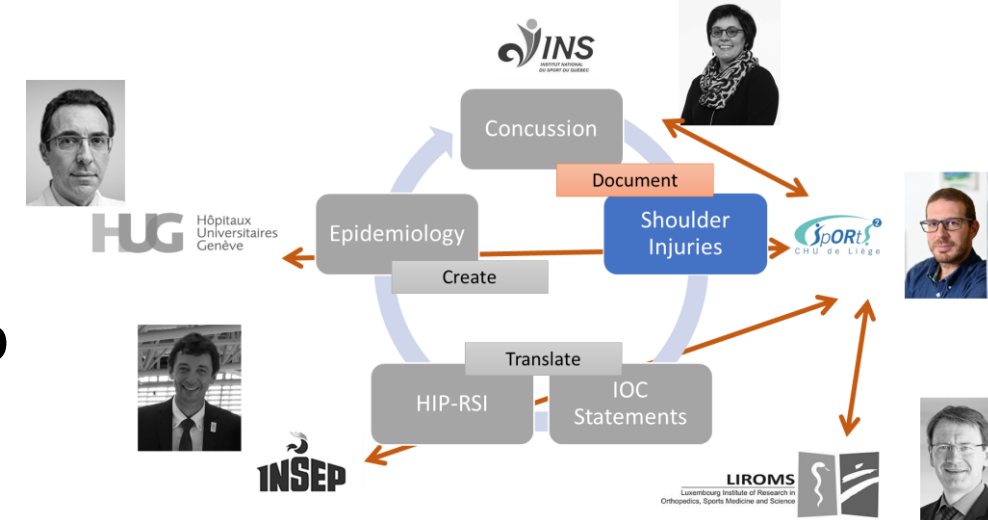 INS
INSTITUT NATIONAL
DU SPORT DU QUÉBEC
Concussion
Document
Shoulder
Injuries
SPORTS²
CHU de Liège
HUG
Hôpitaux
Universitaires
Genève
Epidemiology
Create
Translate
HIP-RSI
IOC
Statements
INSEP
LIROMS
Luxembourg Institute of Research in
Orthopedics, Sports Medicine and Science